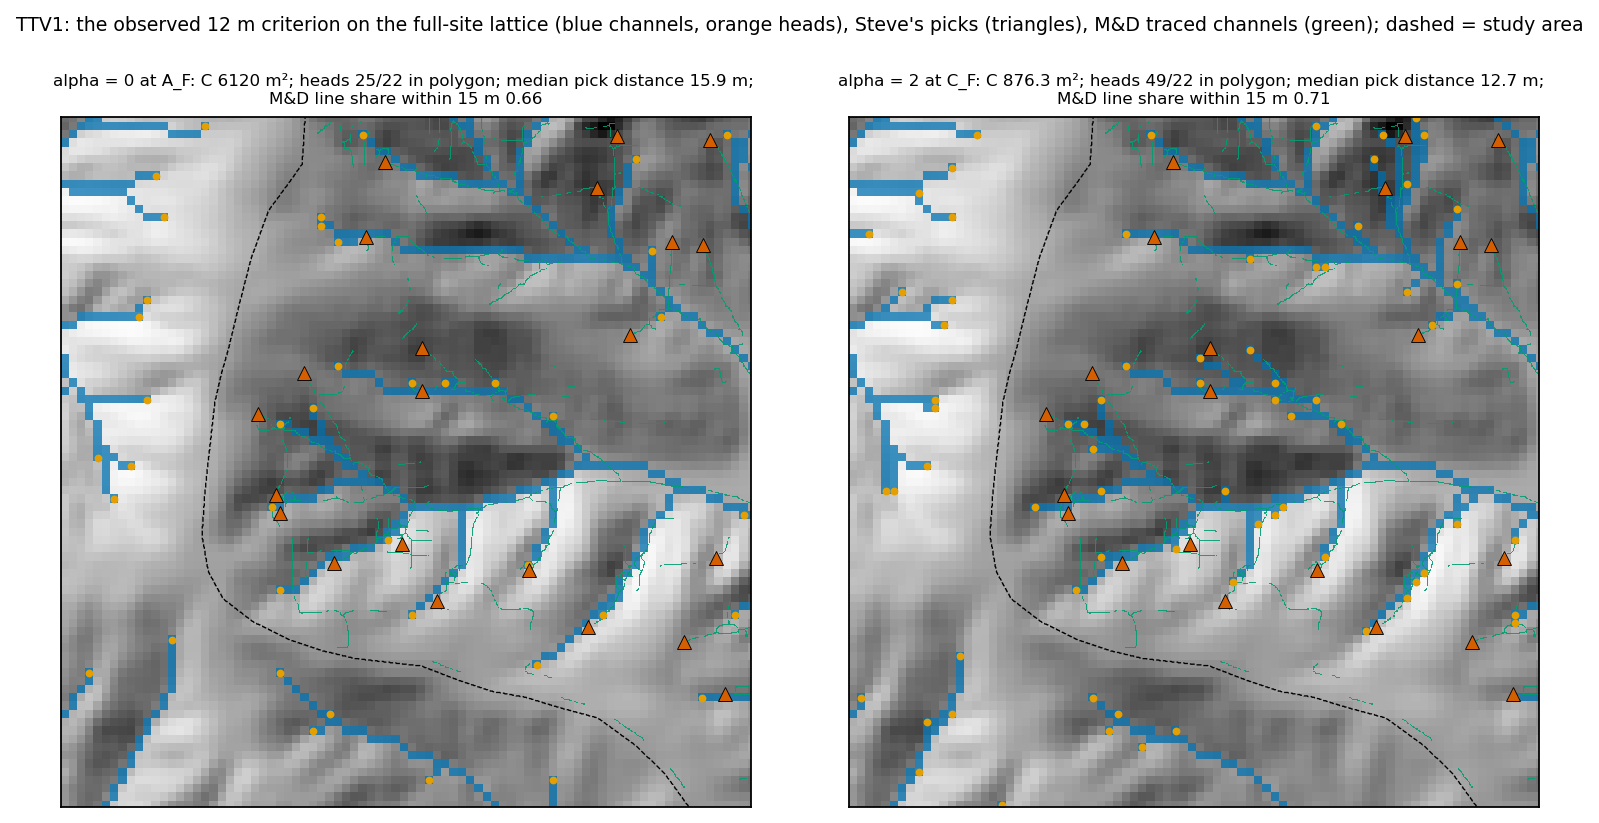 TTV1: the observed 12 m criterion on the full-site lattice (blue channels, orange heads), Steve's picks (triangles), M&D traced channels (green); dashed = study area
alpha = 0 at A_F: C 6120 m²; heads 25/22 in polygon; median pick distance 15.9 m;
M&D line share within 15 m 0.66
alpha = 2 at C_F: C 876.3 m²; heads 49/22 in polygon; median pick distance 12.7 m;
M&D line share within 15 m 0.71